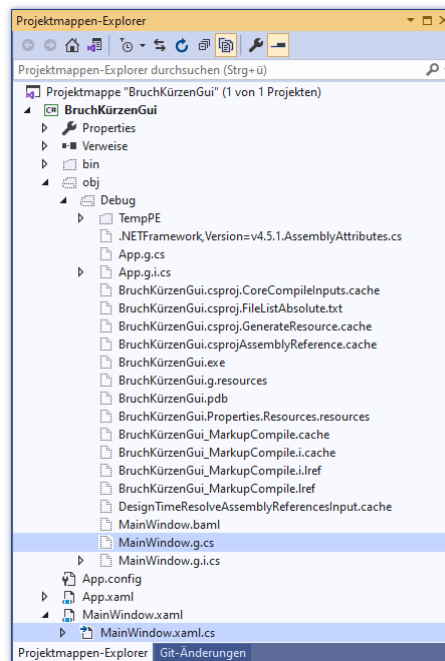 Projektmappen-Explorer
Projektmappen-Explorer durchsuchen (Strg+ü)
Projektmappe "BruchKürzenGui" (1 von 1 Projekten)
C# BruchKürzenGui
Properties
Verweise
bin
obj
Debug
TempPE
.NETFramework,Version=v4.5.1.AssemblyAttributes.cs
App.g.cs
App.g.i.cs
BruchKürzenGui.csproj.CoreCompileInputs.cache
BruchKürzenGui.csproj.FileListAbsolute.txt
BruchKürzenGui.csproj.GenerateResource.cache
BruchKürzenGui.csprojAssemblyReference.cache
BruchKürzenGui.exe
BruchKürzenGui.g.resources
BruchKürzenGui.pdb
BruchKürzenGui.Properties.Resources.resources
BruchKürzenGui_MarkupCompile.cache
BruchKürzenGui_MarkupCompile.i.cache
BruchKürzenGui_MarkupCompile.i.lref
BruchKürzenGui_MarkupCompile.lref
DesignTimeResolveAssemblyReferencesInput.cache
MainWindow.baml
MainWindow.g.cs
MainWindow.g.i.cs
App.config
App.xaml
MainWindow.xaml
MainWindow.xaml.cs
Projektmappen-Explorer Git-Änderungen